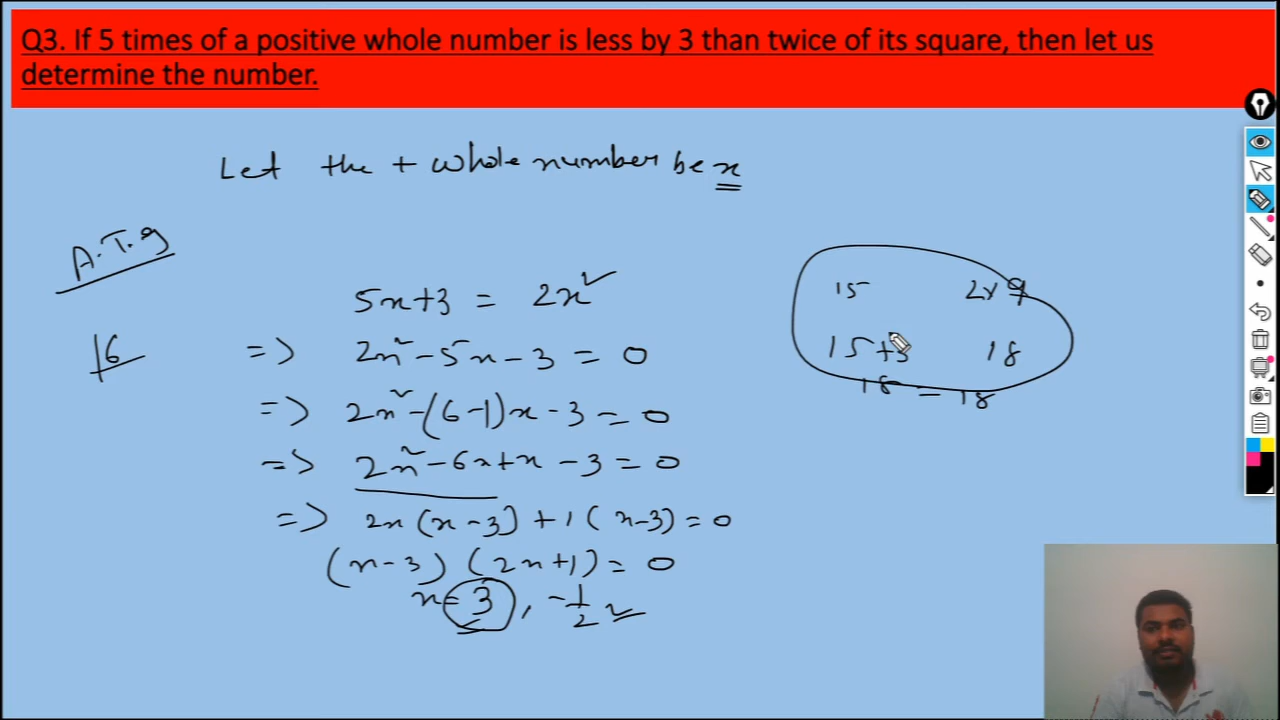 Q3. If 5 times of a positive whole number is less by 3 than twice of its square, then let us
determine the number.
Let the + whole number be x
A.T.q
5x+3 = 2x²
16
=> 2x² - 5x - 3 = 0
=> 2x² - (6-1)x - 3 = 0
=> 2x² - 6x + x - 3 = 0
=> 2x (x-3) + 1 (x-3) = 0
(x-3) (2x+1) = 0
x = 3, -1/2
15 2x9
15+3 18
18 = 18